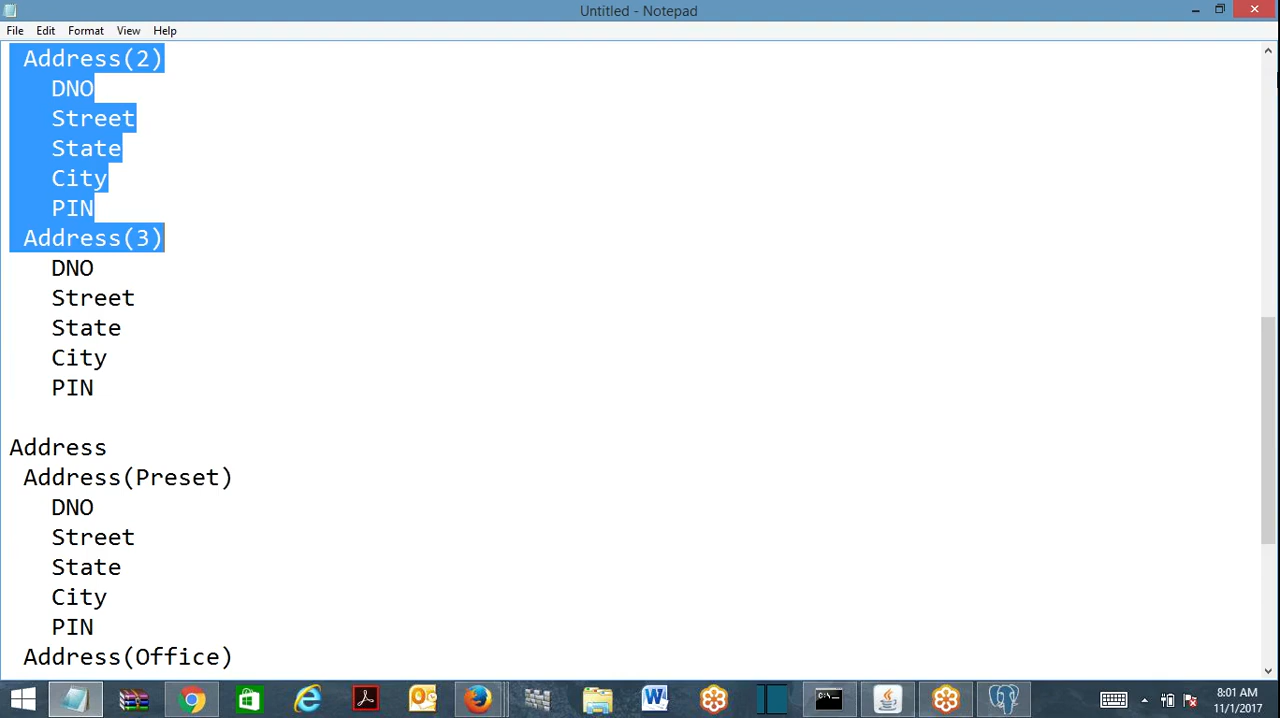 Untitled - Notepad
File Edit Format View Help
Address(2)
DNO
Street
State
City
PIN
Address(3)
DNO
Street
State
City
PIN
Address
Address(Preset)
DNO
Street
State
City
PIN
Address(Office)
8:01 AM
11/1/2017